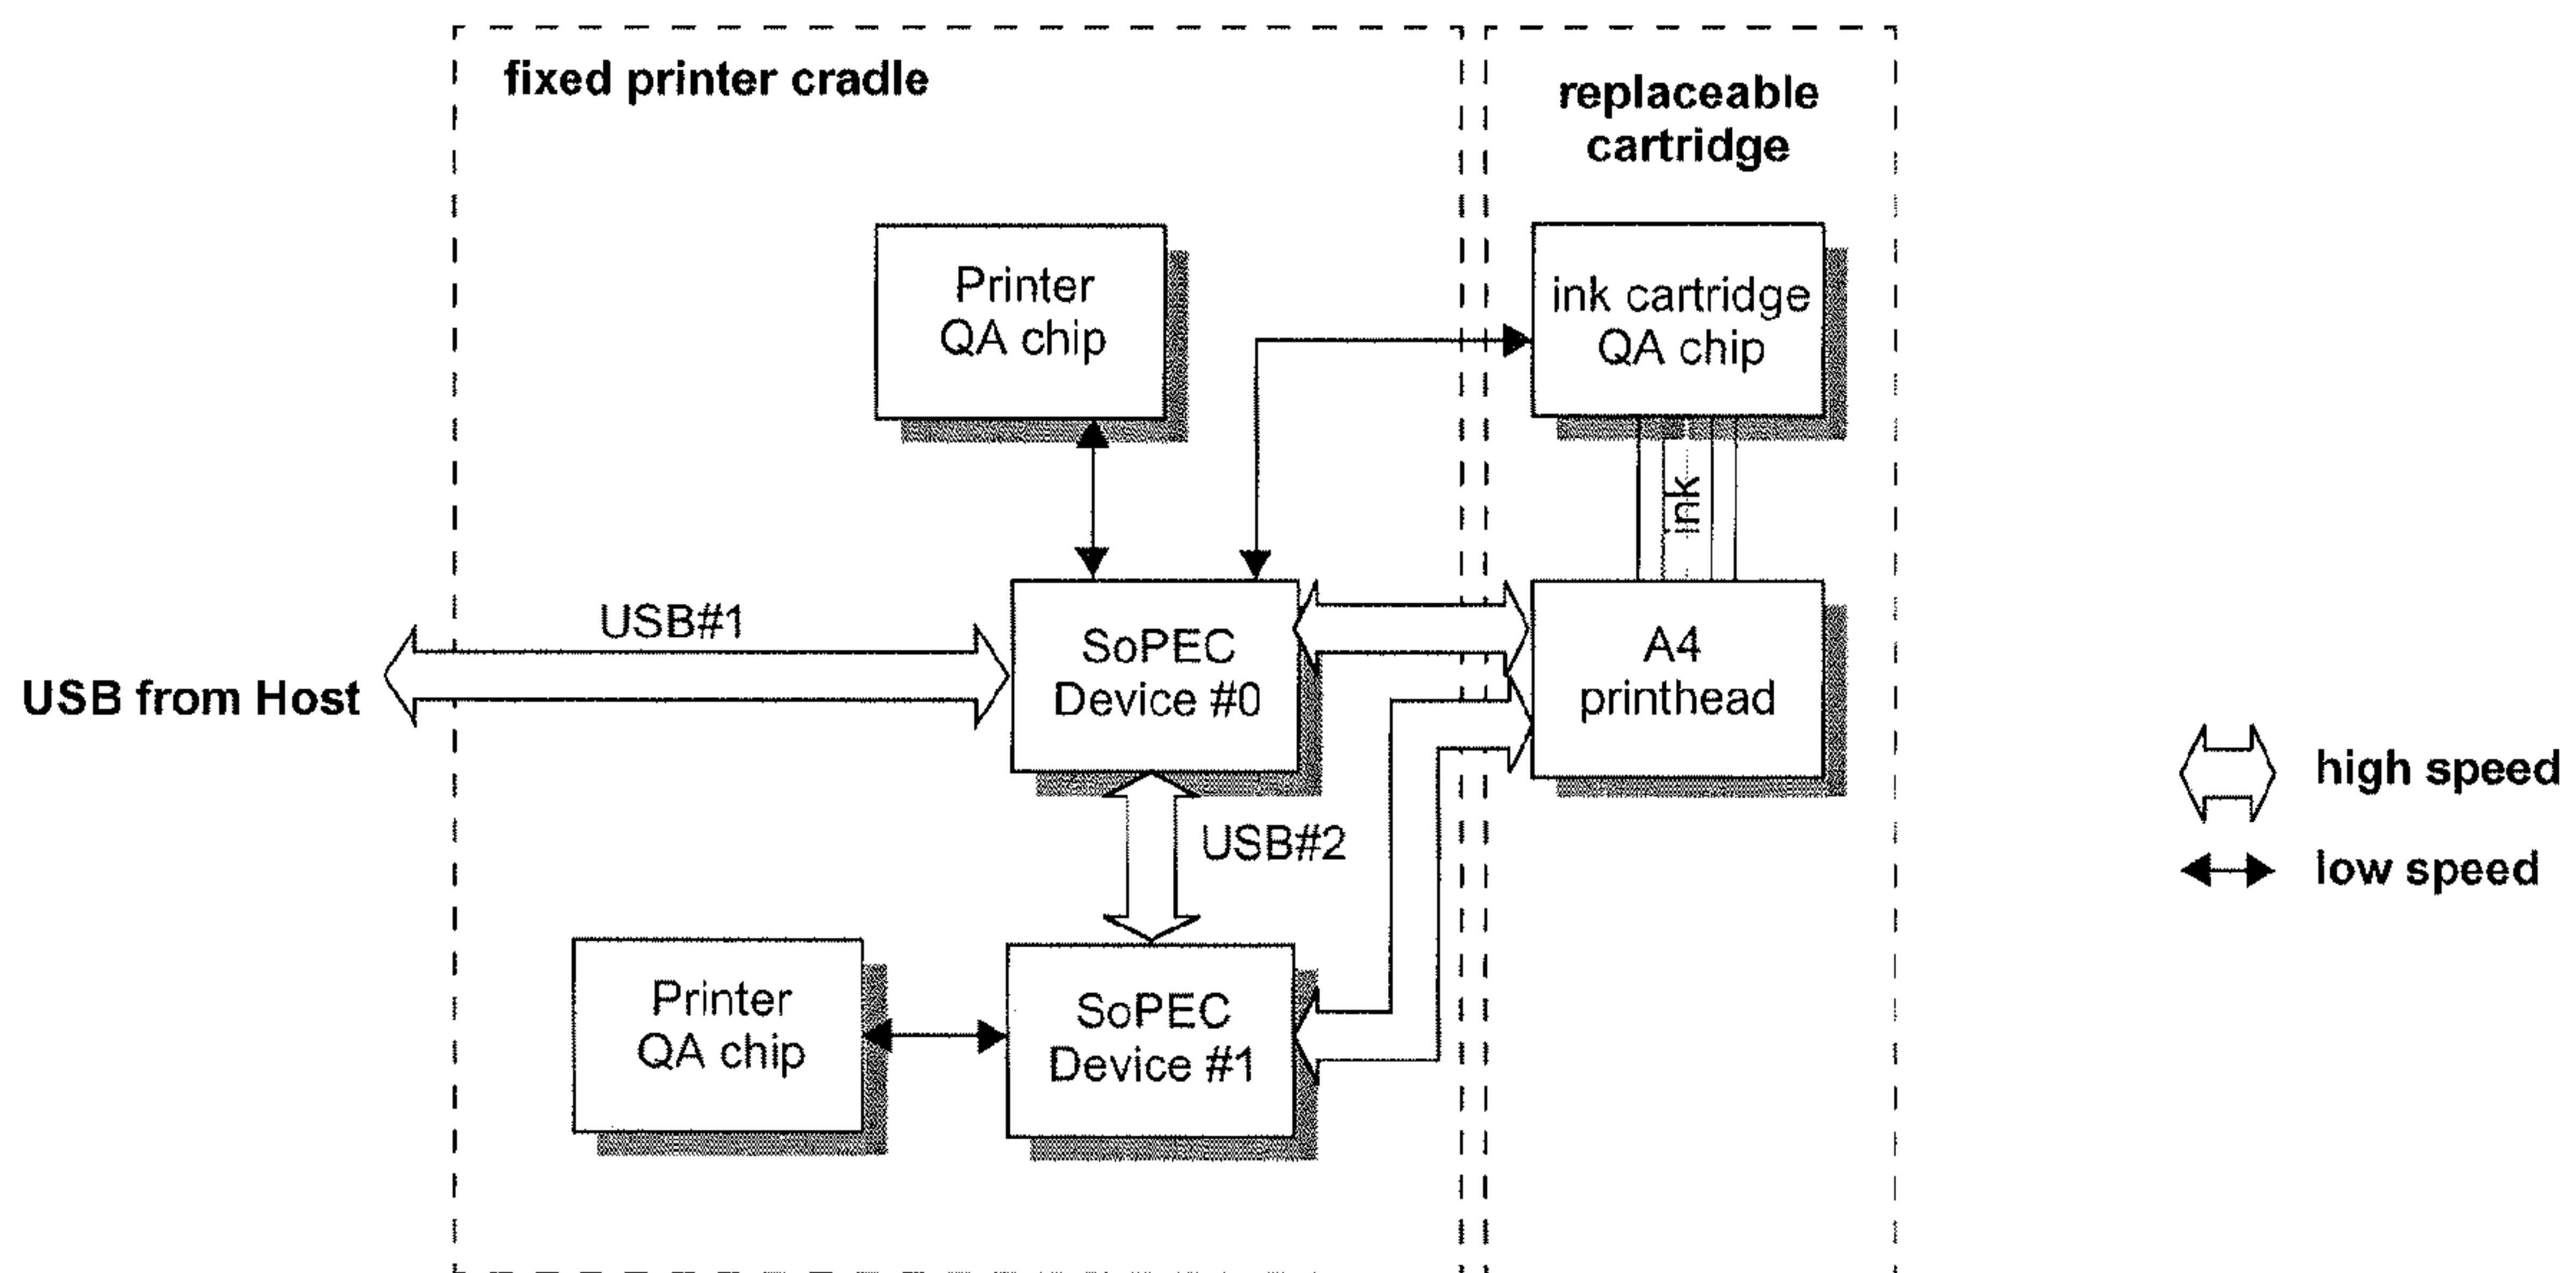 fixed printer cradle
replaceable
cartridge
Printer
QA chip
ink cartridge
QA chip
ink
USB#1
USB from Host
SoPEC
Device #0
A4
printhead
high speed
low speed
USB#2
Printer
QA chip
SoPEC
Device #1